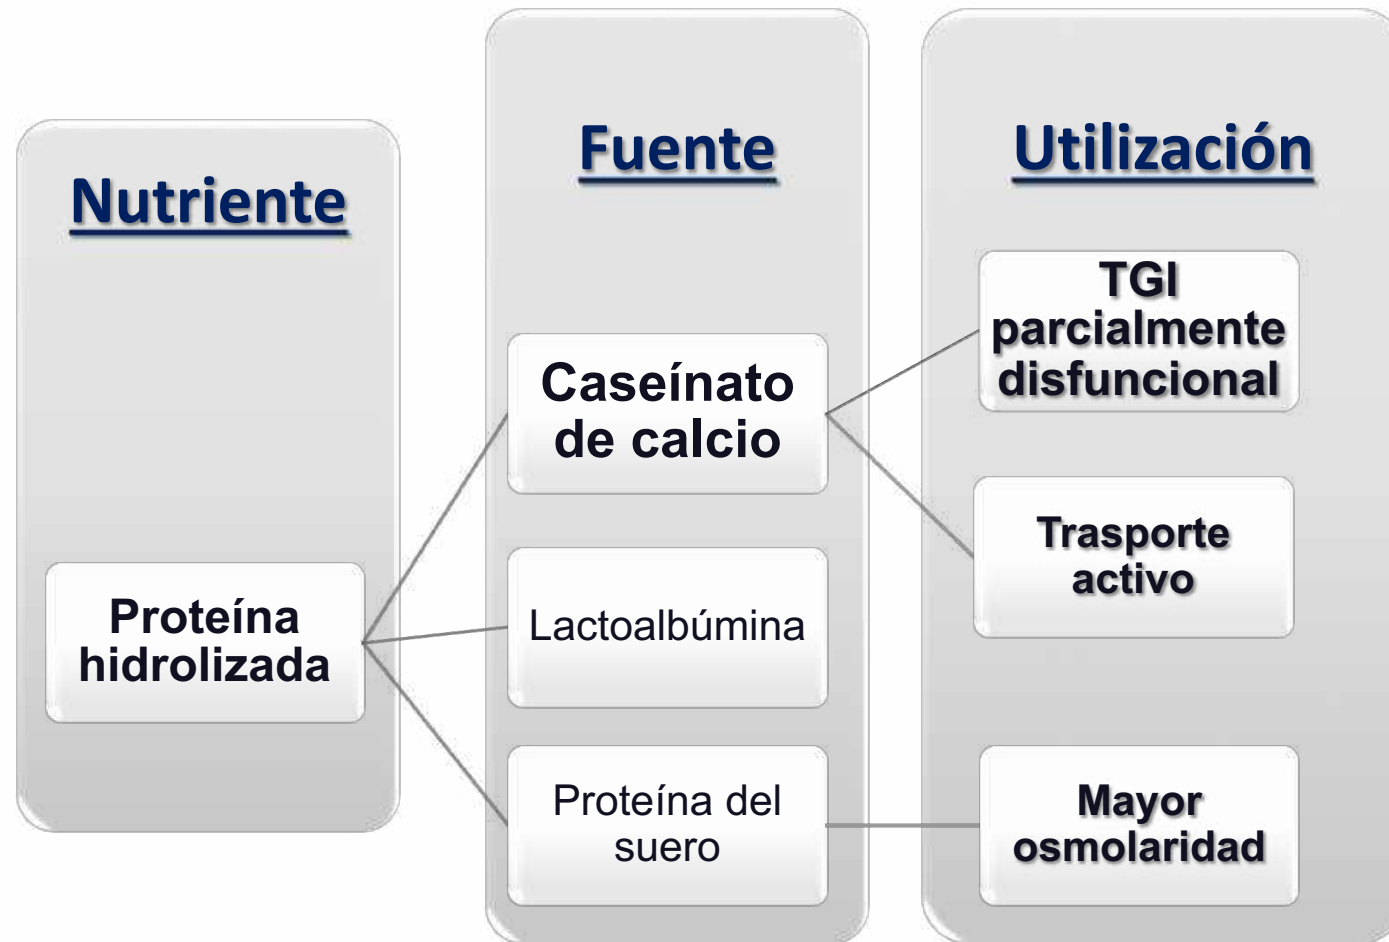 Nutriente
Proteína
hidrolizada
Fuente
Caseínato
de calcio
Lactoalbúmina
Proteína del
suero
Utilización
TGI
parcialmente
disfuncional
Trasporte
activo
Mayor
osmolaridad